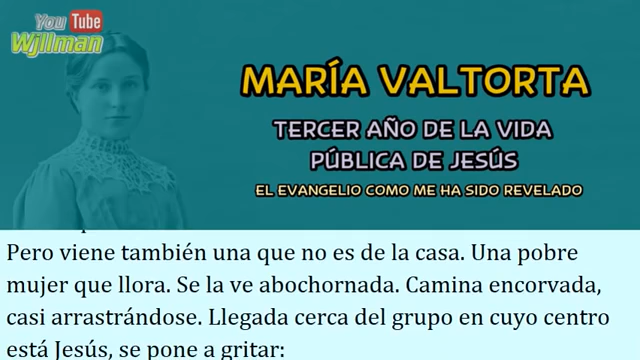 You Tube
Wjllman
MARÍA VALTORTA
TERCER AÑO DE LA VIDA
PÚBLICA DE JESÚS
EL EVANGELIO COMO ME HA SIDO REVELADO
Pero viene también una que no es de la casa. Una pobre
mujer que llora. Se la ve abochornada. Camina encorvada,
casi arrastrándose. Llegada cerca del grupo en cuyo centro
está Jesús, se pone a gritar: